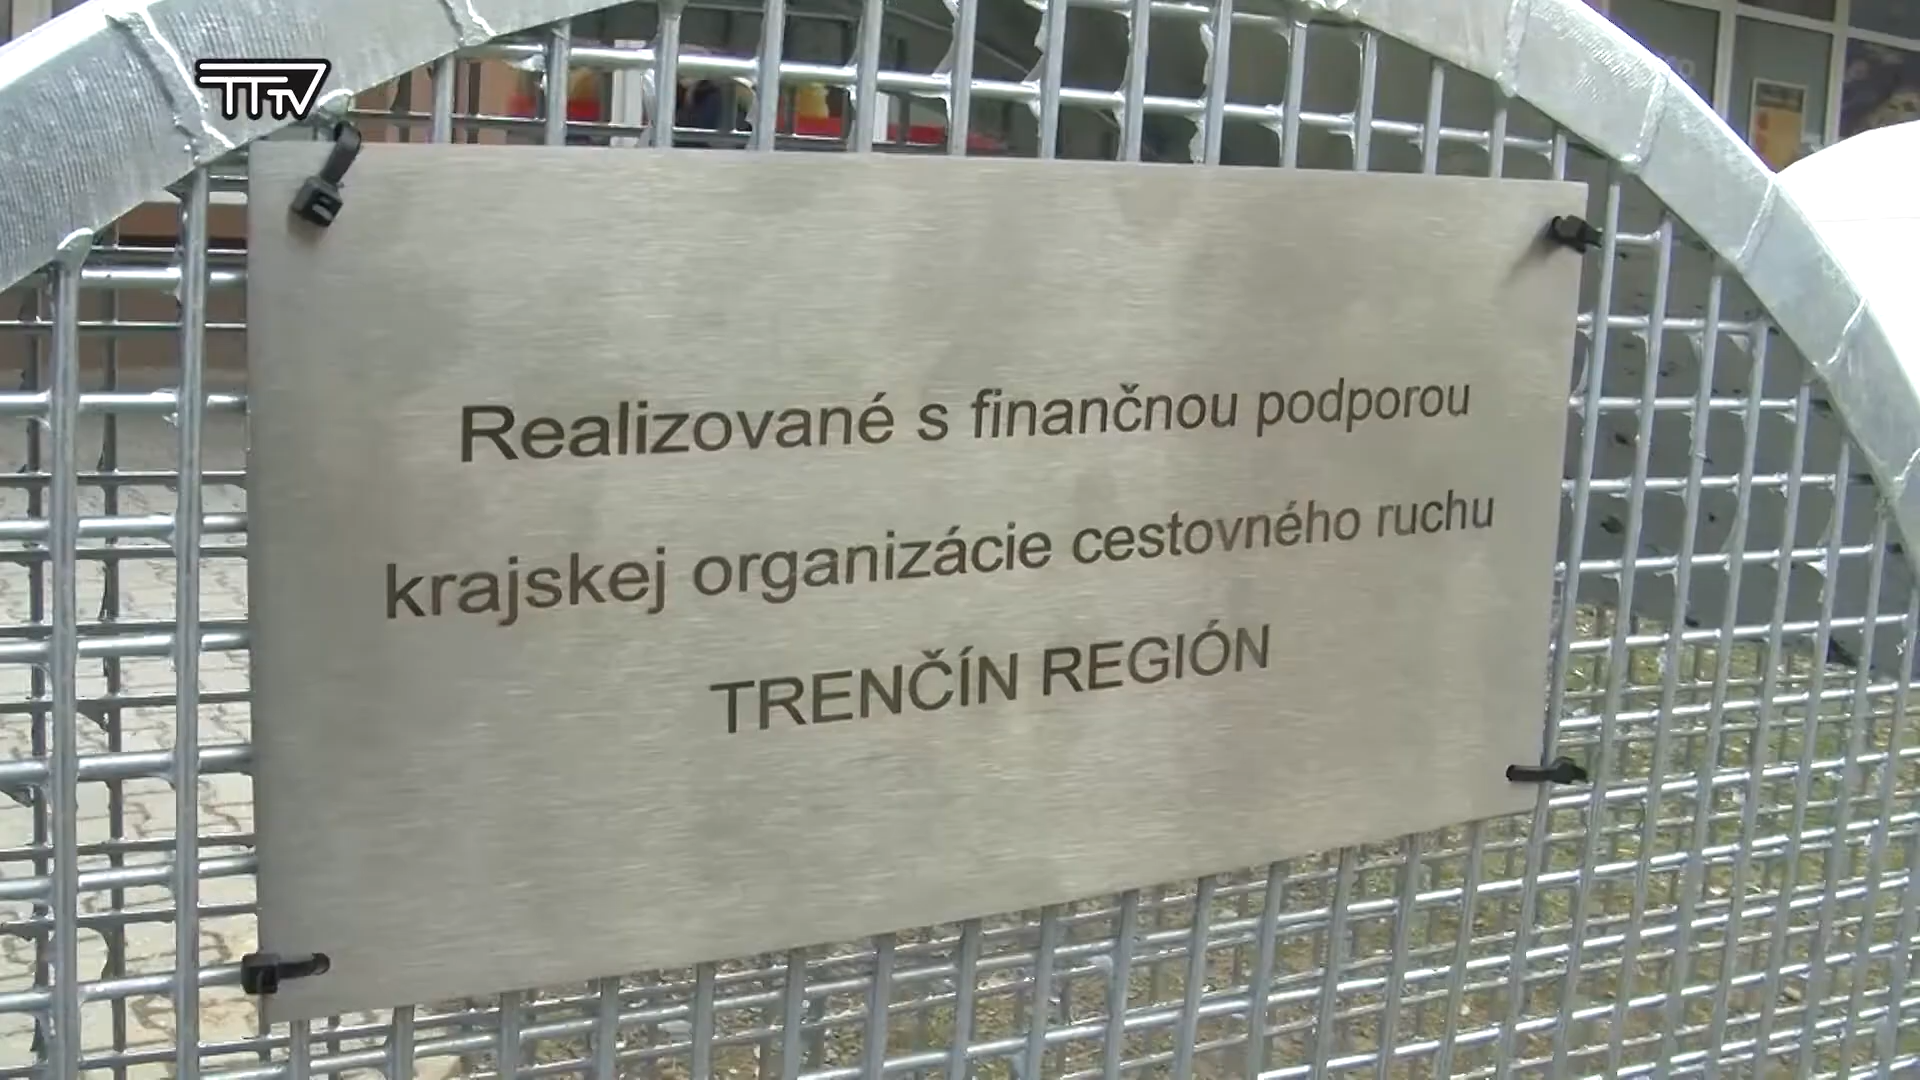 TTTV
Realizované s finančnou podporou
krajskej organizácie cestovného ruchu
TRENČÍN REGIÓN